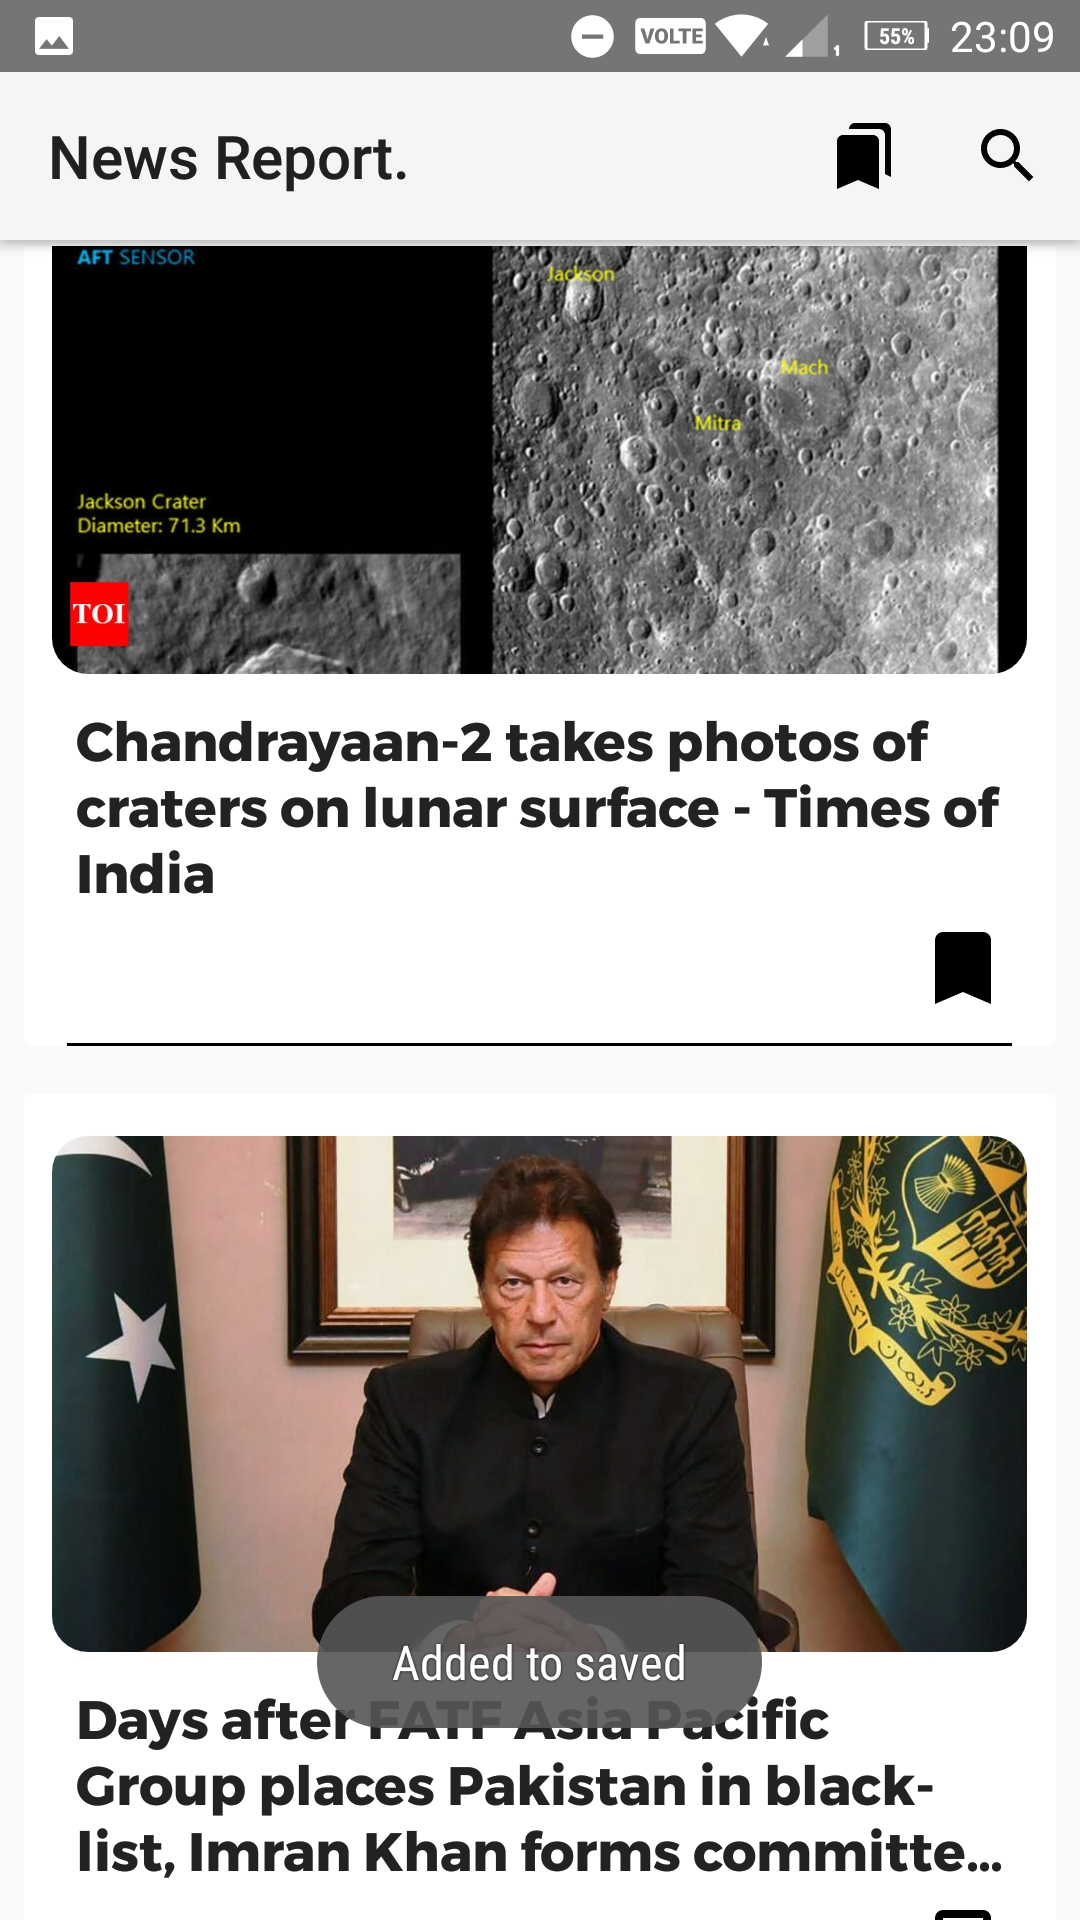 VOLTE 1 55% 23:09
News Report.
AFT SENSOR
Jackson
Mach
Mitra
Jackson Crater
Diameter: 71.3 Km
TOI
Chandrayaan-2 takes photos of
craters on lunar surface - Times of
India
Added to saved
Days after FATF Asia Pacific
Group places Pakistan in black-
list, Imran Khan forms committe...